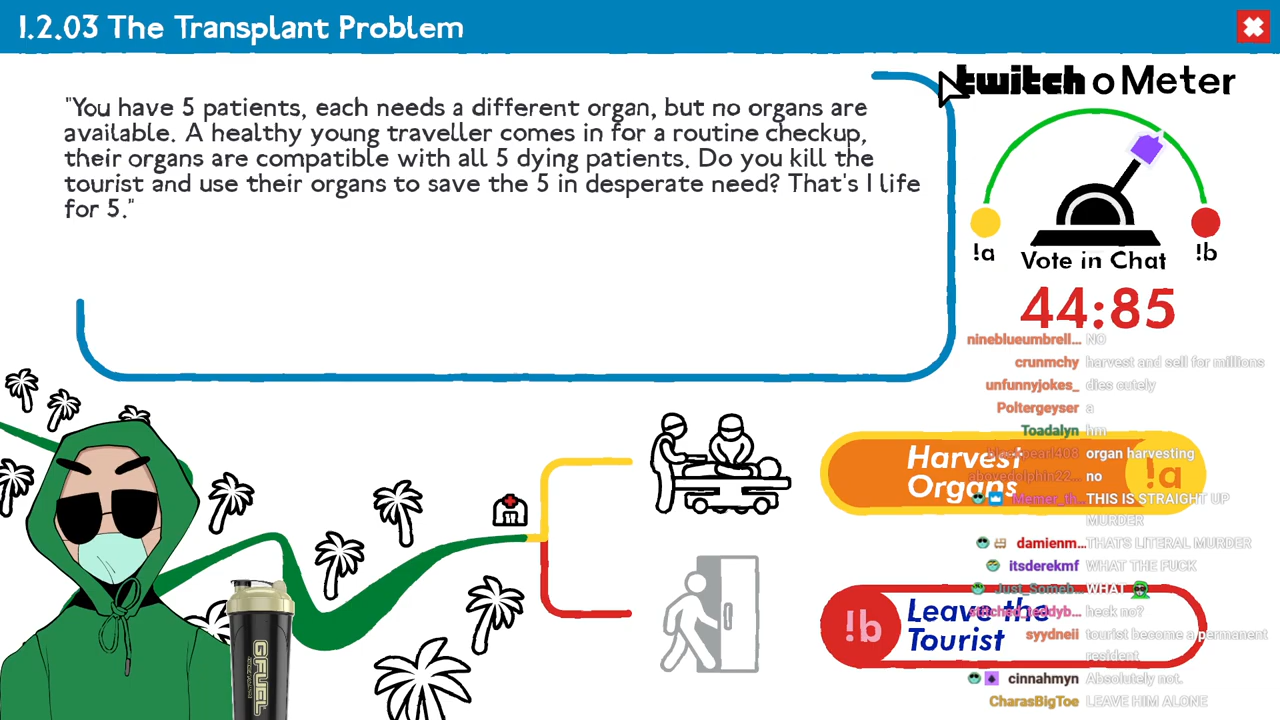 1.2.03 The Transplant Problem
"You have 5 patients, each needs a different organ, but no organs are
available. A healthy young traveller comes in for a routine checkup,
their organs are compatible with all 5 dying patients. Do you kill the
tourist and use their organs to save the 5 in desperate need? That's 1 life
for 5."
twitch o Meter
!a
!b
Vote in Chat
44:85
nineblueumbrell... NO
crunmchy harvest and sell for millions
unfunnyjokes_ dies cutely
Poltergeyser a
Toadalyn hm
organ harvesting
abovedolphin22... no
Memer_th... THIS IS STRAIGHT UP
MURDER
damienm... THATS LITERAL MURDER
itsderekmf WHAT THE FUCK
Just_Someb... WHAT
stitched_teddyb... heck no?
syydneii tourist become a permanent
resident
cinnahmyn Absolutely not.
CharasBigToe LEAVE HIM ALONE
Harvest
Organs
!a
!b
Leave the
Tourist
GFUEL